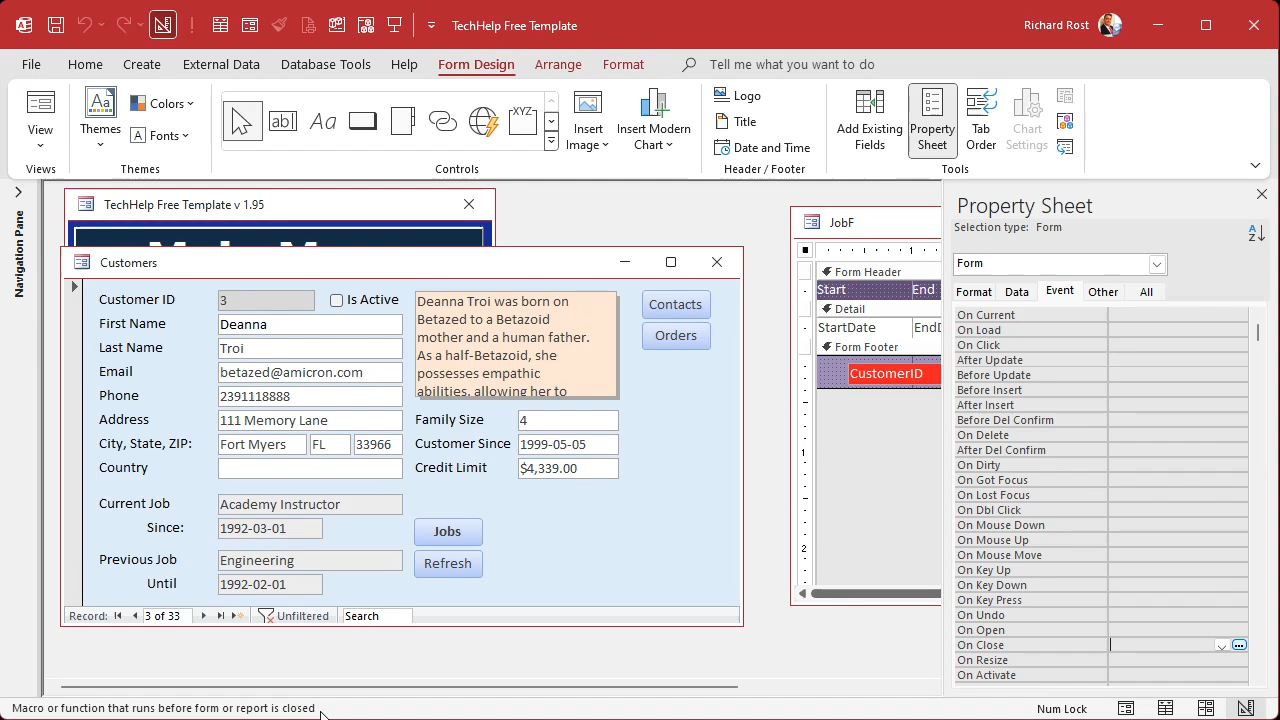 TechHelp Free Template
Richard Rost
File Home Create External Data Database Tools Help Form Design Arrange Format Tell me what you want to do
View
Views
Themes
Colors
Fonts
Themes
ab|
Aa
XYZ
Controls
Insert Image
Insert Modern Chart
Logo
Title
Date and Time
Header / Footer
Add Existing Fields
Property Sheet
Tab Order
Chart Settings
Tools
Navigation Pane
TechHelp Free Template v 1.95
Customers
Customer ID 3 Is Active
First Name Deanna
Last Name Troi
Email betazed@amicron.com
Phone 2391118888
Address 111 Memory Lane
City, State, ZIP: Fort Myers FL 33966
Country
Deanna Troi was born on
Betazed to a Betazoid
mother and a human father.
As a half-Betazoid, she
possesses empathic
abilities, allowing her to
Contacts
Orders
Family Size 4
Customer Since 1999-05-05
Credit Limit $4,339.00
Current Job Academy Instructor
Since: 1992-03-01
Previous Job Engineering
Until 1992-02-01
Jobs
Refresh
Record: 3 of 33 Unfiltered Search
JobF
1
Form Header
Start End
Detail
StartDate EndD
Form Footer
CustomerID
1
2
Property Sheet
Selection type: Form
Form
Format Data Event Other All
On Current
On Load
On Click
After Update
Before Update
Before Insert
After Insert
Before Del Confirm
On Delete
After Del Confirm
On Dirty
On Got Focus
On Lost Focus
On Dbl Click
On Mouse Down
On Mouse Up
On Mouse Move
On Key Up
On Key Down
On Key Press
On Undo
On Open
On Close
On Resize
On Activate
Macro or function that runs before form or report is closed
Num Lock